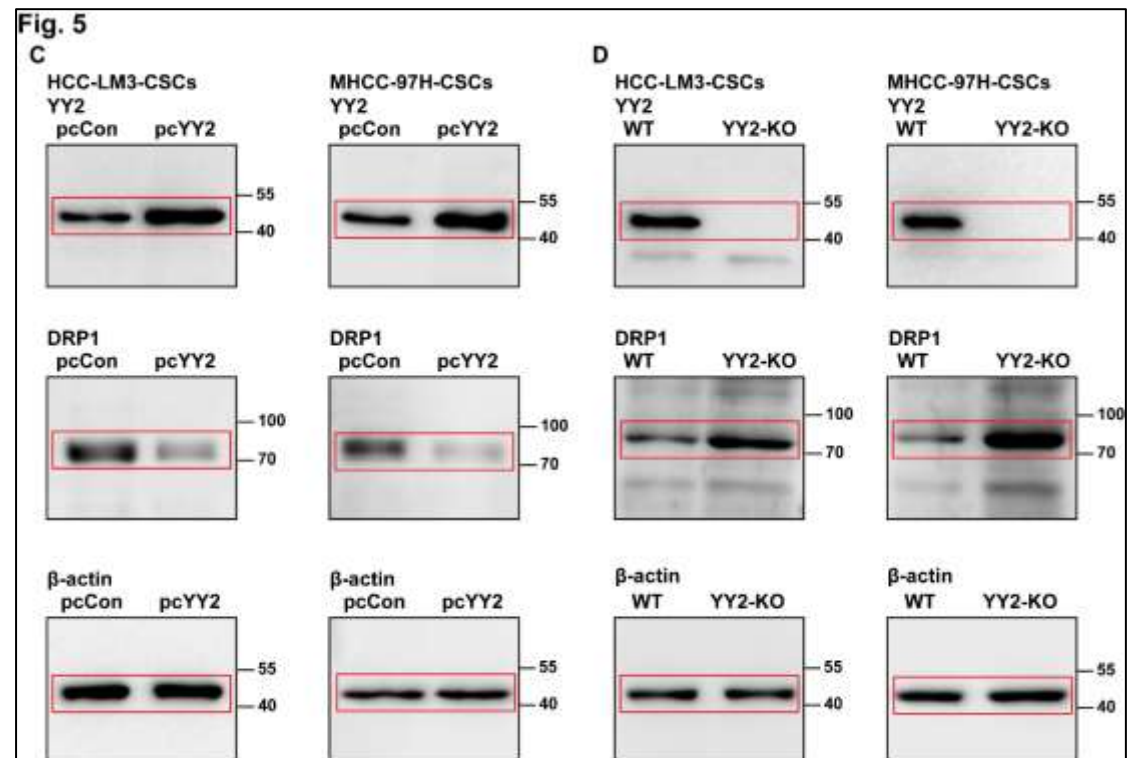 Fig. 5
C
D
HCC-LM3-CSCs
YY2
pcCon pcYY2
55
40
MHCC-97H-CSCs
YY2
pcCon pcYY2
55
40
HCC-LM3-CSCs
YY2
WT YY2-KO
55
40
MHCC-97H-CSCs
YY2
WT YY2-KO
55
40
DRP1
pcCon pcYY2
100
70
DRP1
pcCon pcYY2
100
70
DRP1
WT YY2-KO
100
70
DRP1
WT YY2-KO
100
70
β-actin
pcCon pcYY2
55
40
β-actin
pcCon pcYY2
55
40
β-actin
WT YY2-KO
55
40
β-actin
WT YY2-KO
55
40